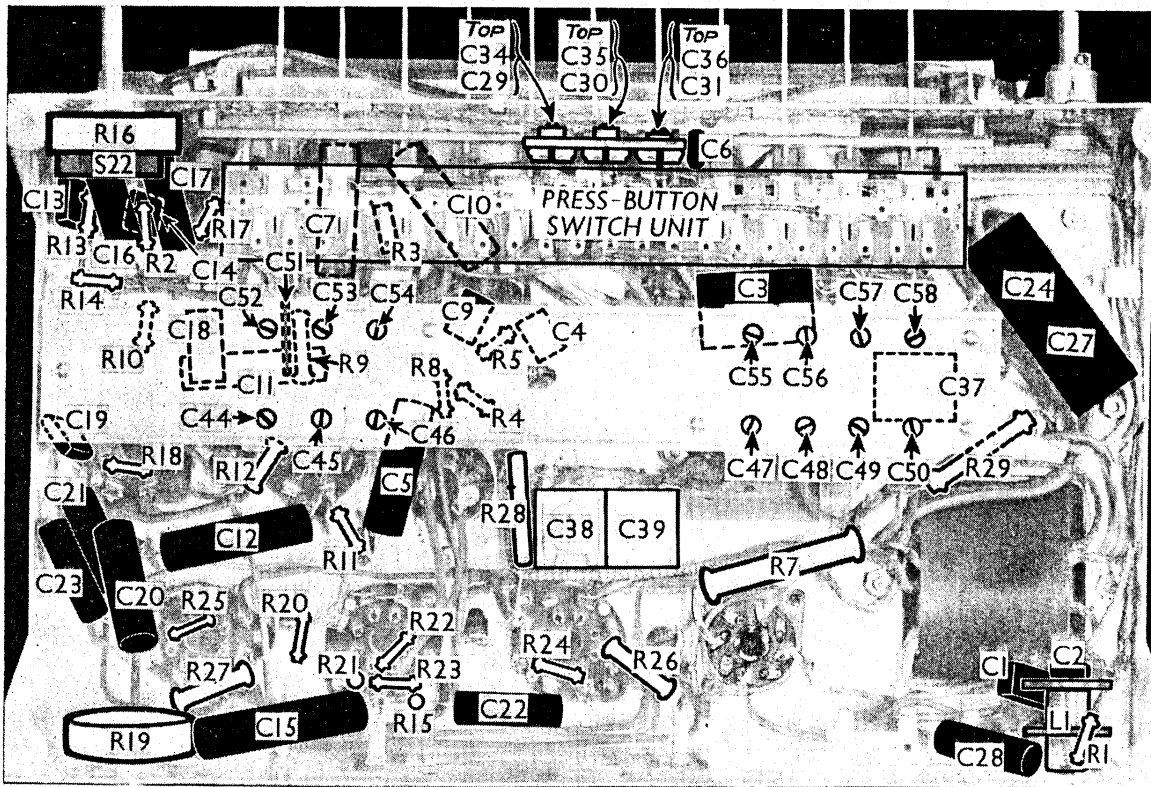 TOP
C34
C29
TOP
C35
C30
TOP
C36
C31
R16
S22
C6
C13
C17
C7
C10
PRESS-BUTTON
SWITCH UNIT
R13
C16
R2
C14
R17
R3
C51
R14
C52
C53
C54
C9
C4
C3
C57
C58
C24
C27
R10
C18
R9
R5
C11
R8
R4
C55
C56
C37
C19
C44
C45
C46
C47
C48
C49
C50
R29
R18
R12
C5
C21
C12
R11
R28
C38
C39
R7
C23
C20
R25
R20
R22
R24
R26
R21
R23
R27
R15
C22
R19
C15
C1
C2
L1
R1
C28